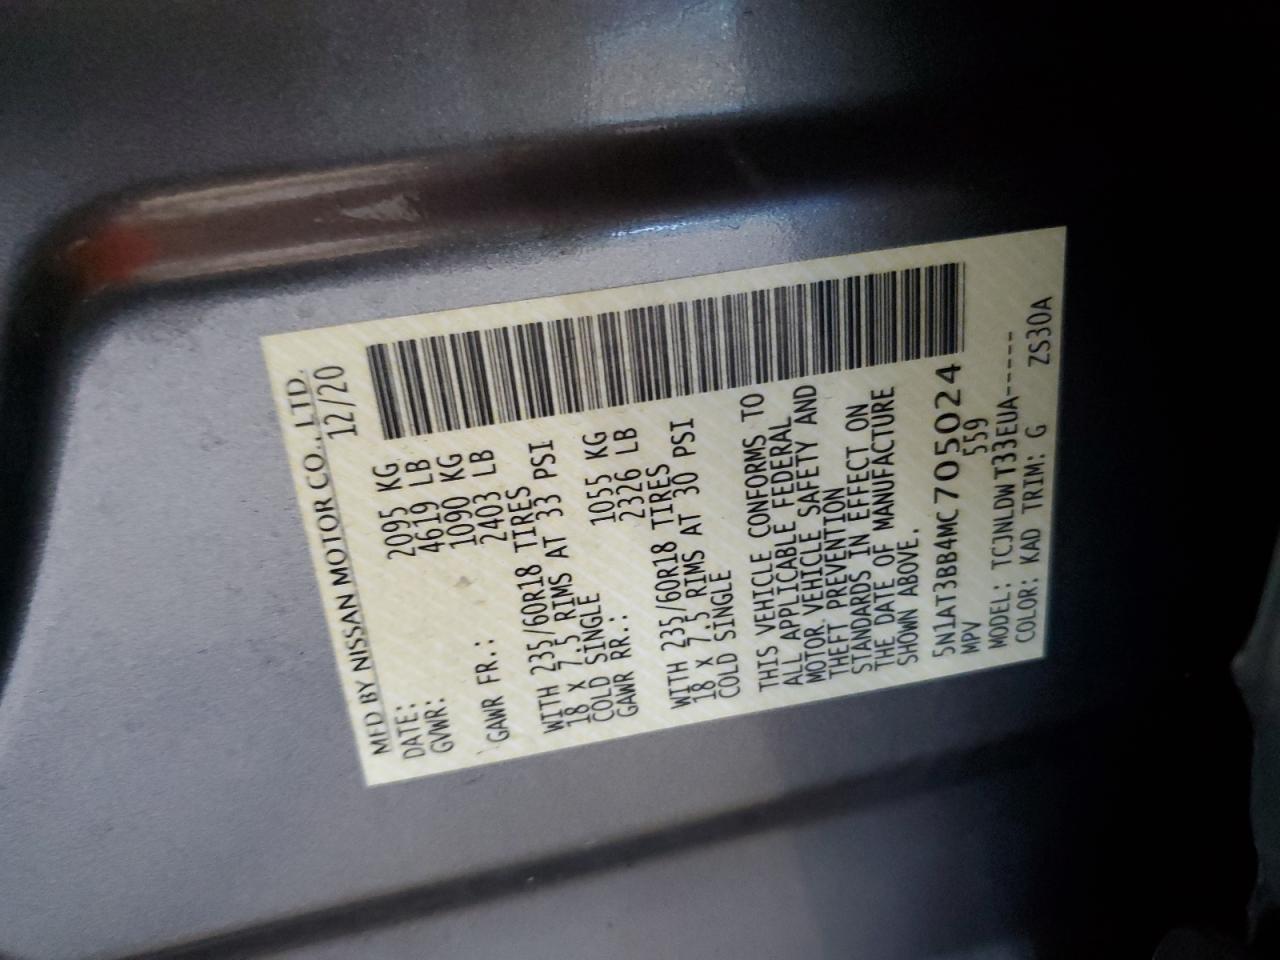 MFD BY NISSAN MOTOR CO., LTD.
DATE: 12/20
GVWR: 2095 KG
4619 LB
GAWR FR.: 1090 KG
2403 LB
WITH 235/60R18 TIRES
18 X 7.5 RIMS AT 33 PSI
COLD SINGLE
GAWR RR.: 1055 KG
2326 LB
WITH 235/60R18 TIRES
18 X 7.5 RIMS AT 30 PSI
COLD SINGLE
THIS VEHICLE CONFORMS TO
ALL APPLICABLE FEDERAL
MOTOR VEHICLE SAFETY AND
THEFT PREVENTION
STANDARDS IN EFFECT ON
THE DATE OF MANUFACTURE
SHOWN ABOVE.
5N1AT3BB4MC705024
MPV 559
MODEL: TCJNLDWT33EUA-----
COLOR: KAD TRIM: G ZS30A